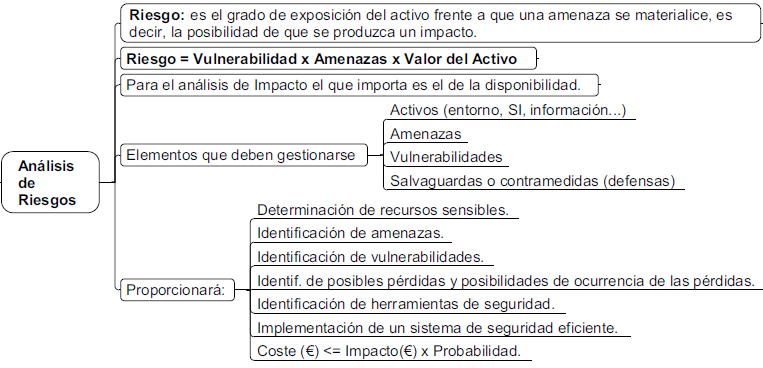 Riesgo: es el grado de exposición del activo frente a que una amenaza se materialice, es
decir, la posibilidad de que se produzca un impacto.
Riesgo = Vulnerabilidad x Amenazas x Valor del Activo
Para el análisis de Impacto el que importa es el de la disponibilidad.
Análisis
de
Riesgos
Elementos que deben gestionarse
Activos (entorno, SI, información...)
Amenazas
Vulnerabilidades
Salvaguardas o contramedidas (defensas)
Proporcionará:
Determinación de recursos sensibles.
Identificación de amenazas.
Identificación de vulnerabilidades.
Identif. de posibles pérdidas y posibilidades de ocurrencia de las pérdidas.
Identificación de herramientas de seguridad.
Implementación de un sistema de seguridad eficiente.
Coste (€) <= Impacto(€) x Probabilidad.